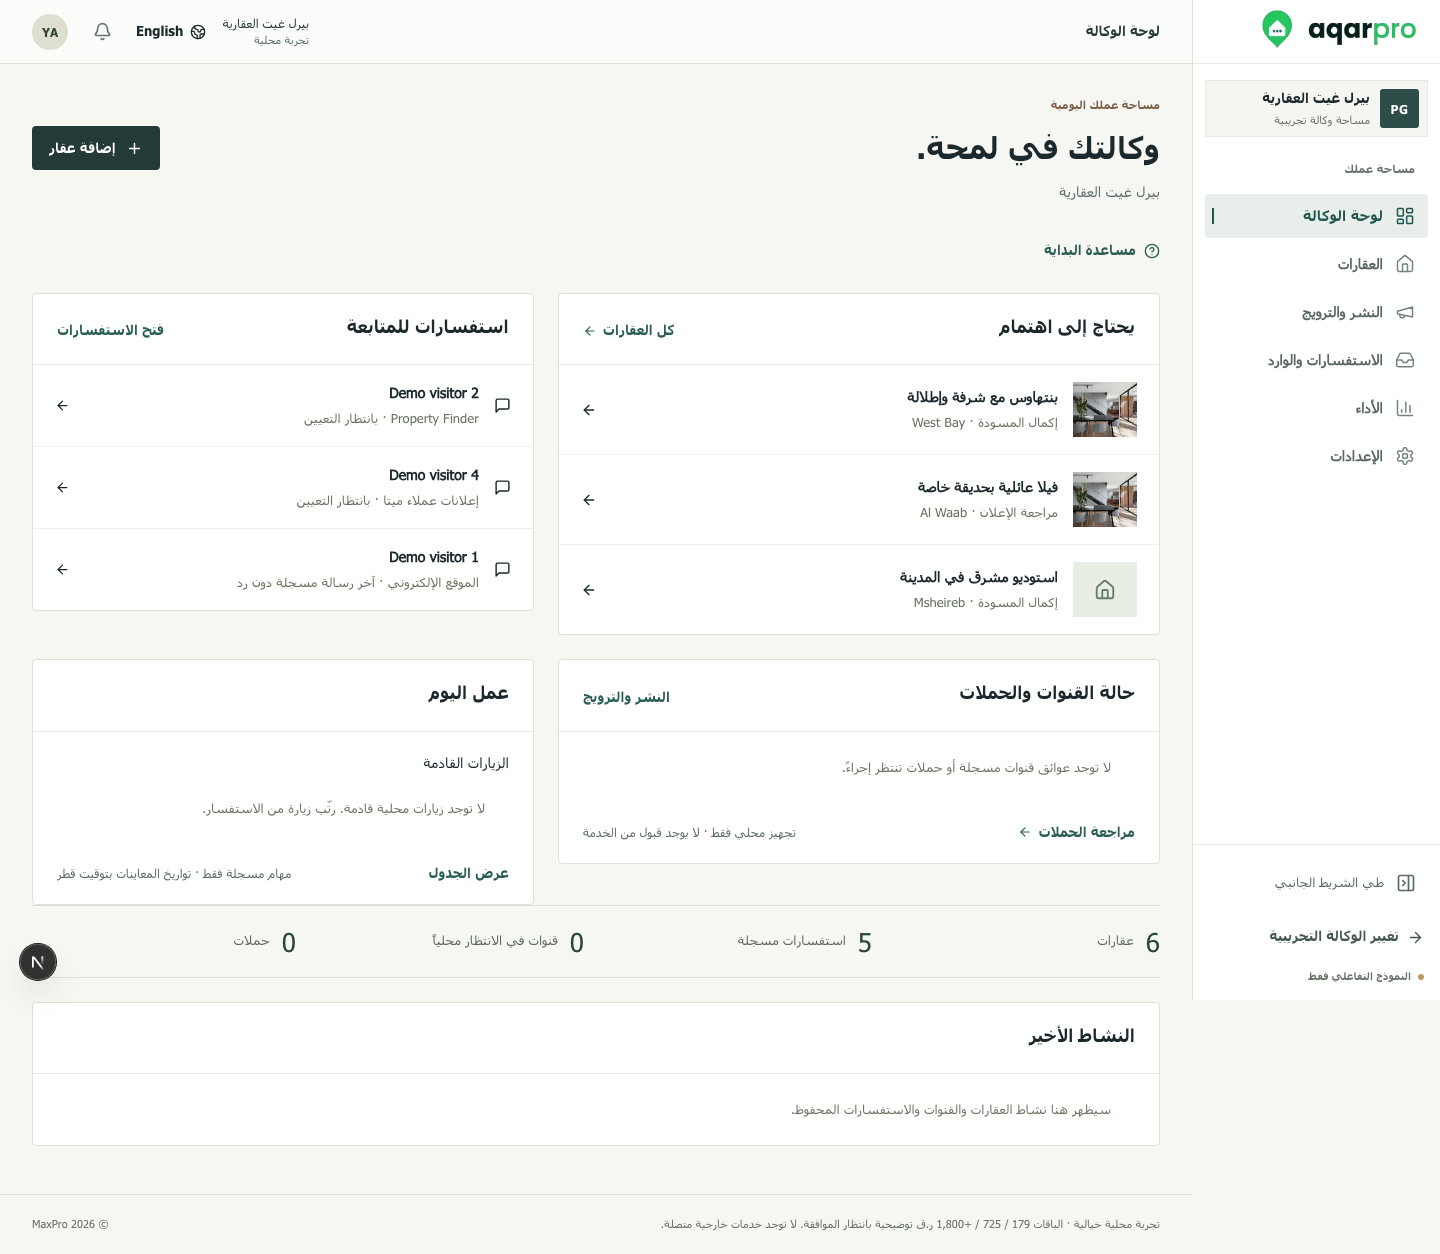 aqarpro
PG
بيرل غيت العقارية
مساحة وكالة تجريبية
مساحة عملك
لوحة الوكالة
العقارات
النشر والترويج
الاستفسارات والوارد
الأداء
الإعدادات
طي الشريط الجانبي
تغيير الوكالة التجريبية
النموذج التفاعلي فقط
لوحة الوكالة
بيرل غيت العقارية
تجربة محلية
English
YA
مساحة عملك اليومية
وكالتك في لمحة.
بيرل غيت العقارية
إضافة عقار
مساعدة البداية
يحتاج إلى اهتمام
كل العقارات
بنتهاوس مع شرفة وإطلالة
إكمال المسودة · West Bay
فيلا عائلية بحديقة خاصة
مراجعة الإعلان · Al Waab
استوديو مشرق في المدينة
إكمال المسودة · Msheireb
استفسارات للمتابعة
فتح الاستفسارات
Demo visitor 2
Property Finder · بانتظار التعيين
Demo visitor 4
إعلانات عملاء ميتا · بانتظار التعيين
Demo visitor 1
الموقع الإلكتروني · آخر رسالة مسجلة دون رد
حالة القنوات والحملات
النشر والترويج
لا توجد عوائق قنوات مسجلة أو حملات تنتظر إجراءً.
مراجعة الحملات
تجهيز محلي فقط · لا يوجد قبول من الخدمة
عمل اليوم
الزيارات القادمة
لا توجد زيارات محلية قادمة. رتّب زيارة من الاستفسار.
عرض الجدول
مهام مسجلة فقط · تواريخ المعاينات بتوقيت قطر
6 عقارات
5 استفسارات مسجلة
0 قنوات في الانتظار محلياً
0 حملات
N
النشاط الأخير
سيظهر هنا نشاط العقارات والقنوات والاستفسارات المحفوظ.
تجربة محلية خيالية · الباقات 179 / 725 / +1,800 ر.ق توضيحية بانتظار الموافقة. لا توجد خدمات خارجية متصلة.
MaxPro 2026 ©